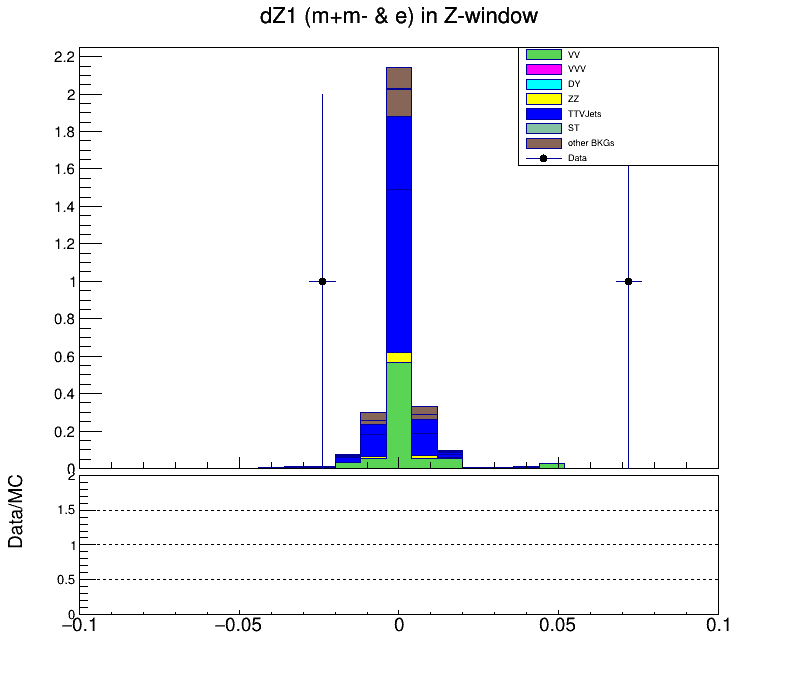 dZ1 (m+m- & e) in Z-window
2.2
2
1.8
1.6
1.4
1.2
1
0.8
0.6
0.4
0.2
0
VV
VVV
DY
ZZ
TTVJets
ST
other BKGs
Data
Data/MC
2
1.5
1
0.5
0
−0.1
−0.05
0
0.05
0.1